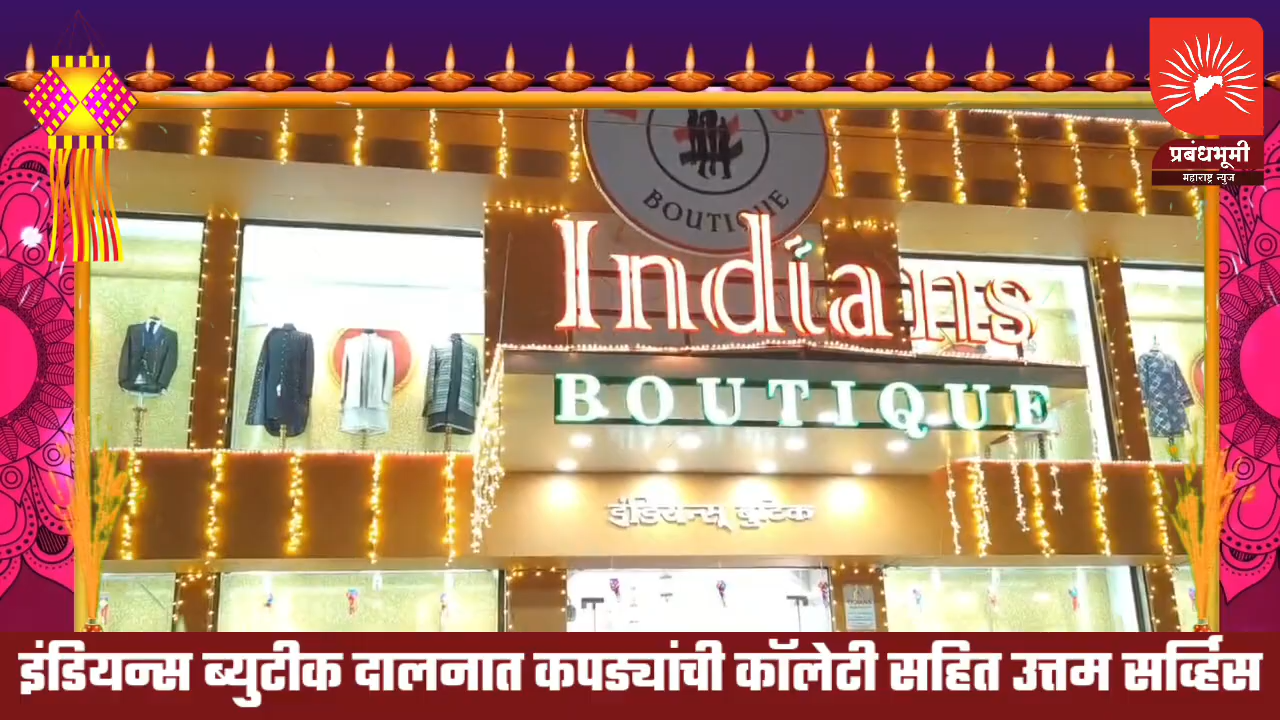 प्रबंधभूमी
महाराष्ट्र न्युज
BOUTIQUE
Indians
BOUTIQUE
इंडियन्स् बुटिक
इंडियन्स ब्युटीक दालनात कपड्यांची कॉलेटी सहित उत्तम सर्व्हिस